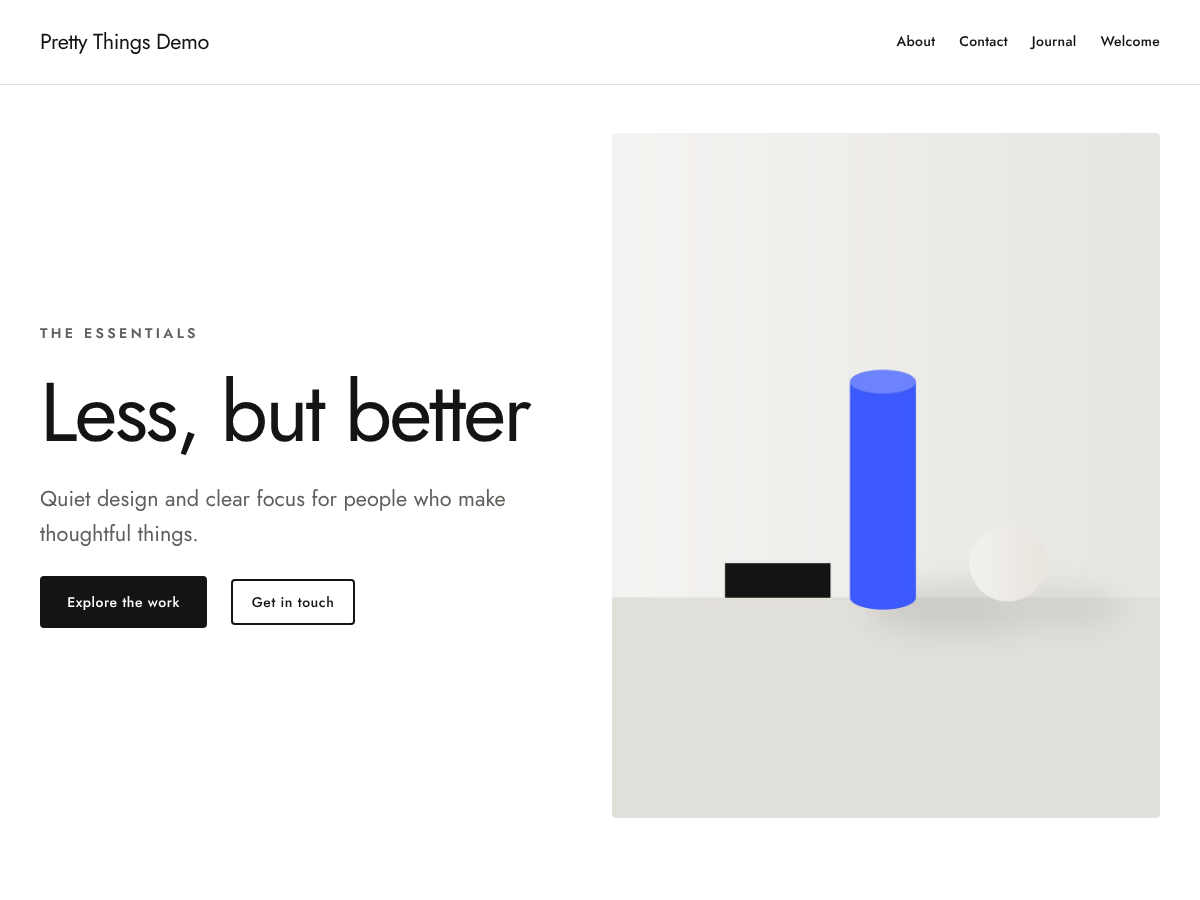 Pretty Things Demo
About Contact Journal Welcome
THE ESSENTIALS
Less, but better
Quiet design and clear focus for people who make
thoughtful things.
Explore the work
Get in touch